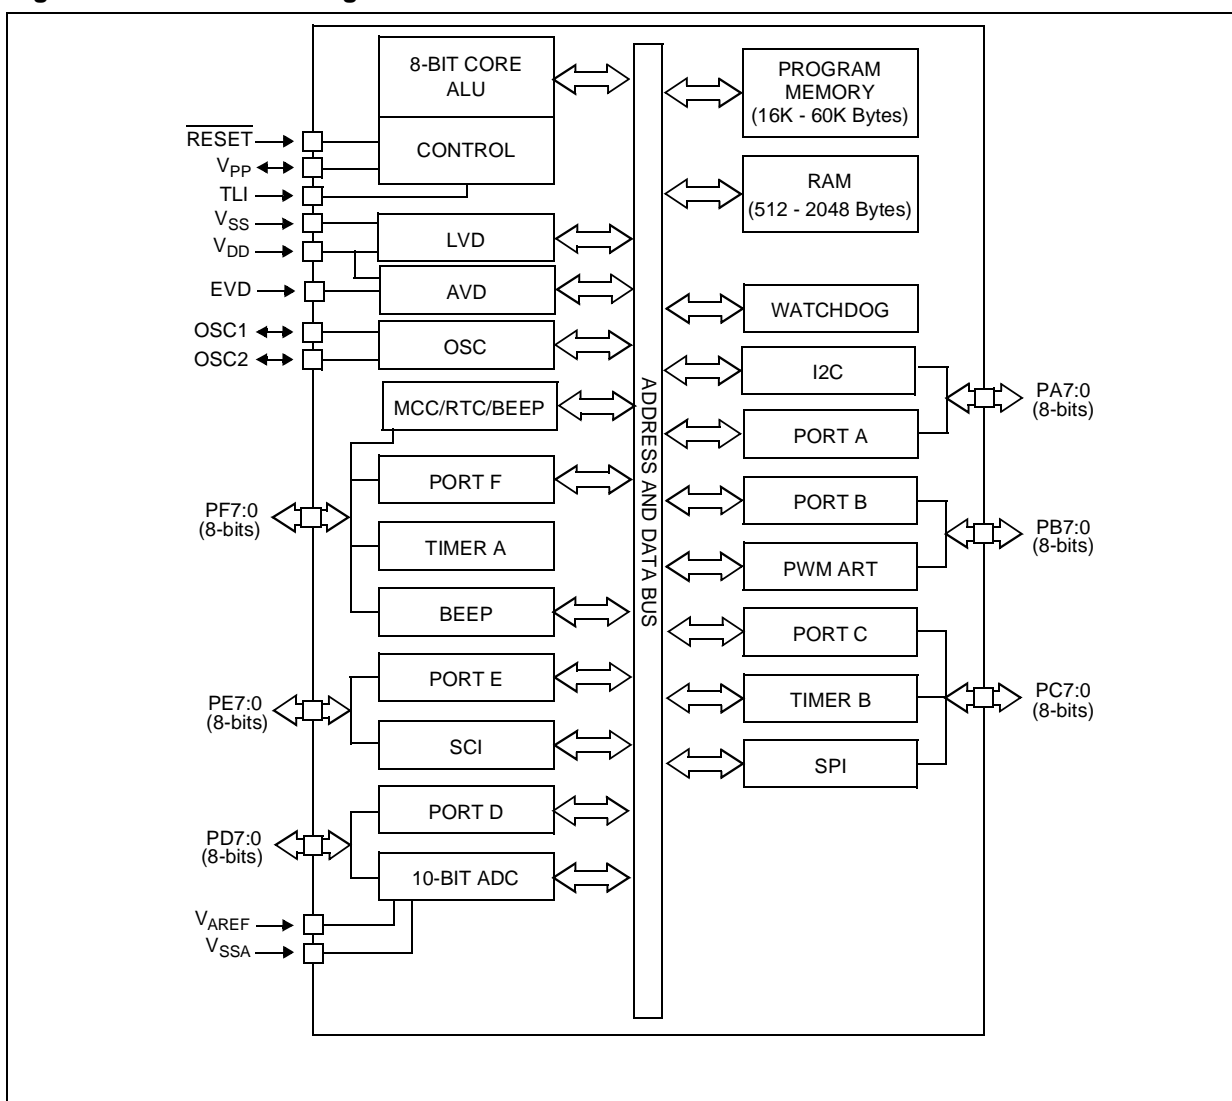 8-BIT CORE
ALU
CONTROL
RESET
VPP
TLI
VSS
VDD
EVD
OSC1
OSC2
LVD
AVD
OSC
MCC/RTC/BEEP
PORT F
TIMER A
BEEP
PF7:0
(8-bits)
PORT E
SCI
PE7:0
(8-bits)
PORT D
10-BIT ADC
PD7:0
(8-bits)
VAREF
VSSA
ADDRESS AND DATA BUS
PROGRAM
MEMORY
(16K - 60K Bytes)
RAM
(512 - 2048 Bytes)
WATCHDOG
I2C
PORT A
PA7:0
(8-bits)
PORT B
PWM ART
PB7:0
(8-bits)
PORT C
TIMER B
SPI
PC7:0
(8-bits)